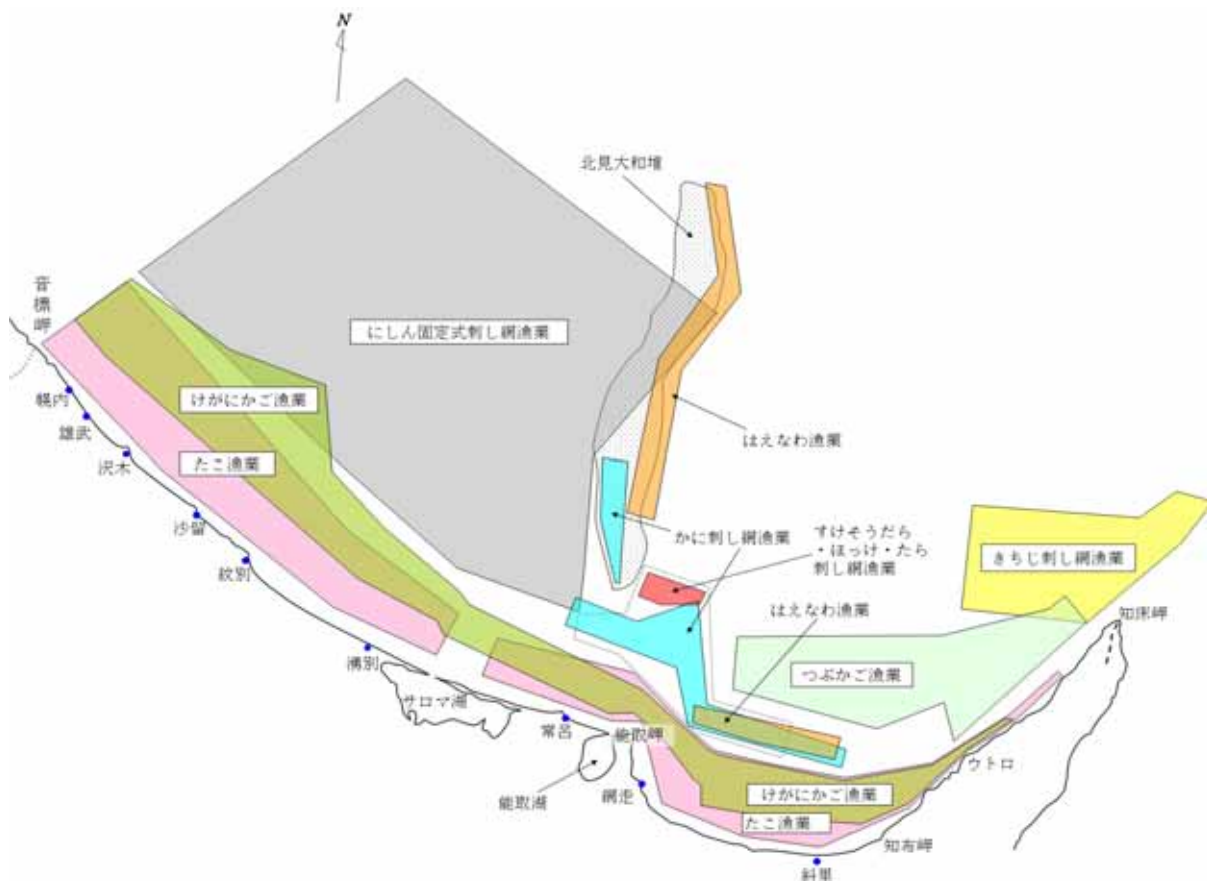 N
北見大和堆
音標岬
にしん固定式刺し網漁業
けがにかご漁業
はえなわ漁業
幌内
雄武
たこ漁業
沢木
沙留
かに刺し網漁業
すけそうだら
・ほっけ・たら
刺し網漁業
きちじ刺し網漁業
紋別
はえなわ漁業
知床岬
湧別
つぶかご漁業
サロマ湖
常呂
能取岬
ウトロ
能取湖
網走
けがにかご漁業
たこ漁業
知布岬
斜里